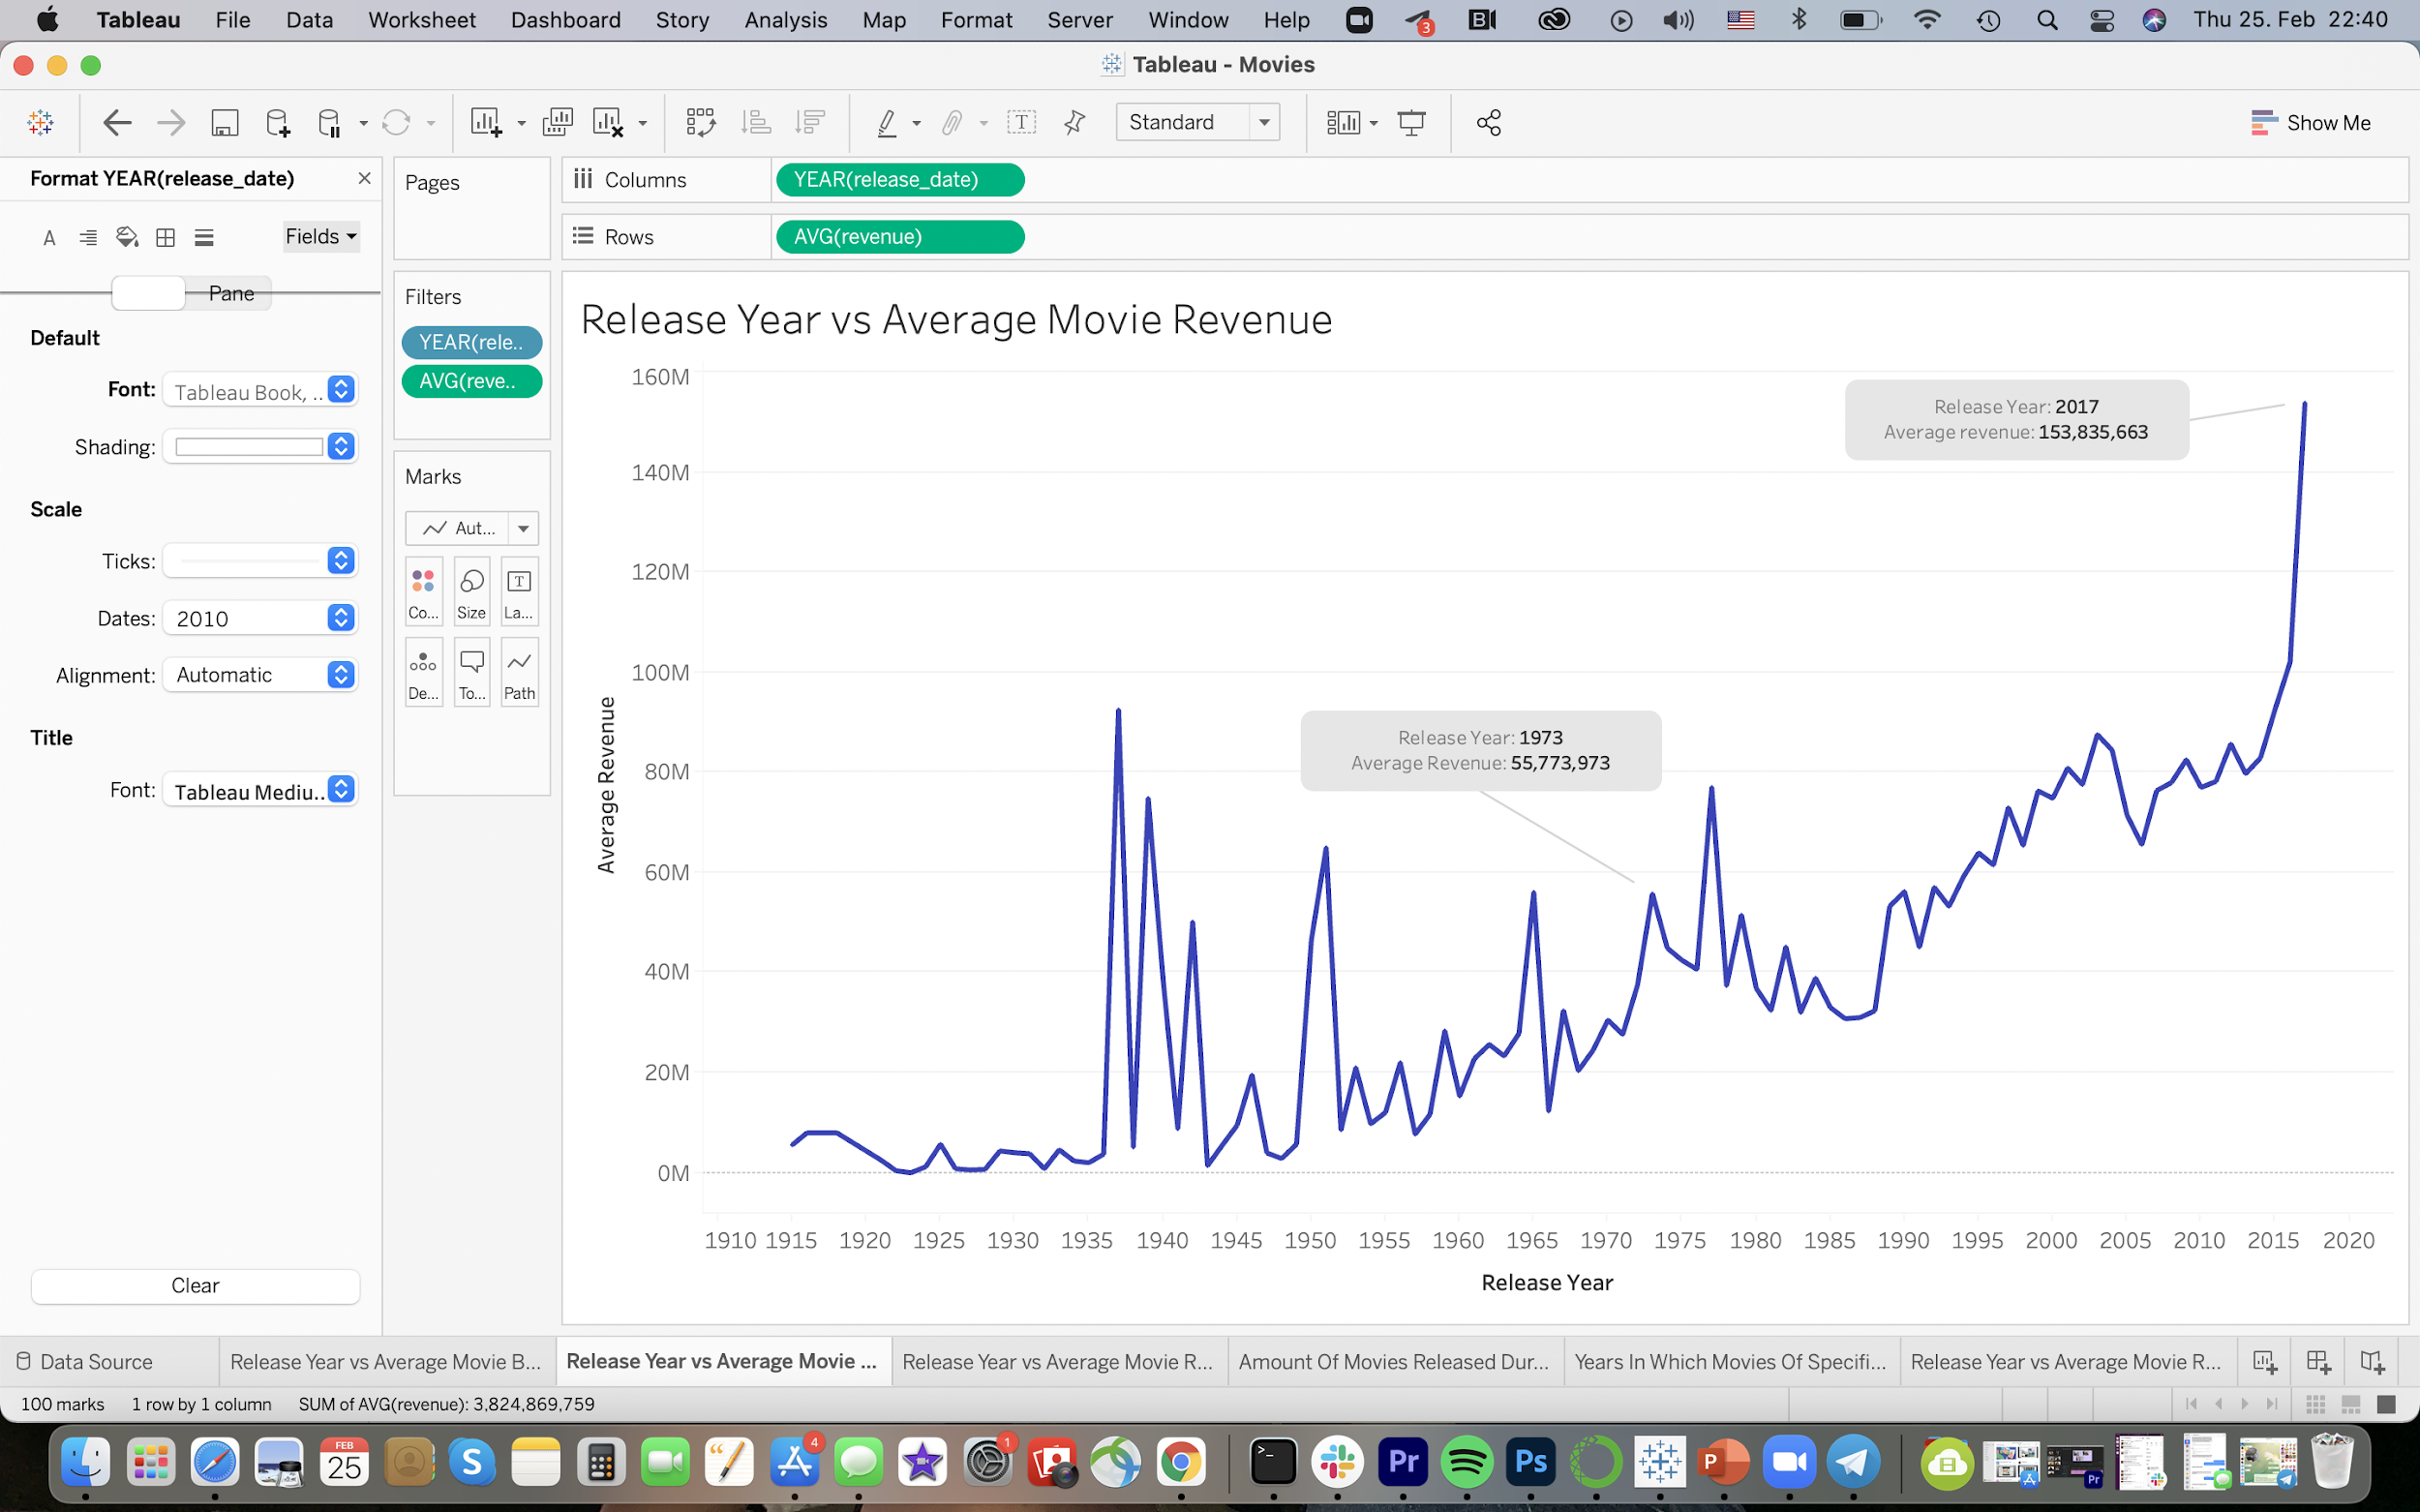 Tableau File Data Worksheet Dashboard Story Analysis Map Format Server Window Help 3 Thu 25. Feb 22:40
Tableau - Movies
Standard Show Me
Format YEAR(release_date)
Fields
Pane
Default
Font: Tableau Book, ..
Shading:
Scale
Ticks:
Dates: 2010
Alignment: Automatic
Title
Font: Tableau Mediu..
Clear
Pages
Filters
YEAR(rele..
AVG(reve..
Marks
Aut...
Co... Size La...
De... To... Path
Columns YEAR(release_date)
Rows AVG(revenue)
Release Year vs Average Movie Revenue
160M
140M
120M
100M
80M
60M
40M
20M
0M
Average Revenue
Release Year: 2017
Average revenue: 153,835,663
Release Year: 1973
Average Revenue: 55,773,973
1910 1915 1920 1925 1930 1935 1940 1945 1950 1955 1960 1965 1970 1975 1980 1985 1990 1995 2000 2005 2010 2015 2020
Release Year
Data Source Release Year vs Average Movie B... Release Year vs Average Movie ... Release Year vs Average Movie R... Amount Of Movies Released Dur... Years In Which Movies Of Specifi... Release Year vs Average Movie R...
100 marks 1 row by 1 column SUM of AVG(revenue): 3,824,869,759
FEB
25
4
1
Pr
Ps